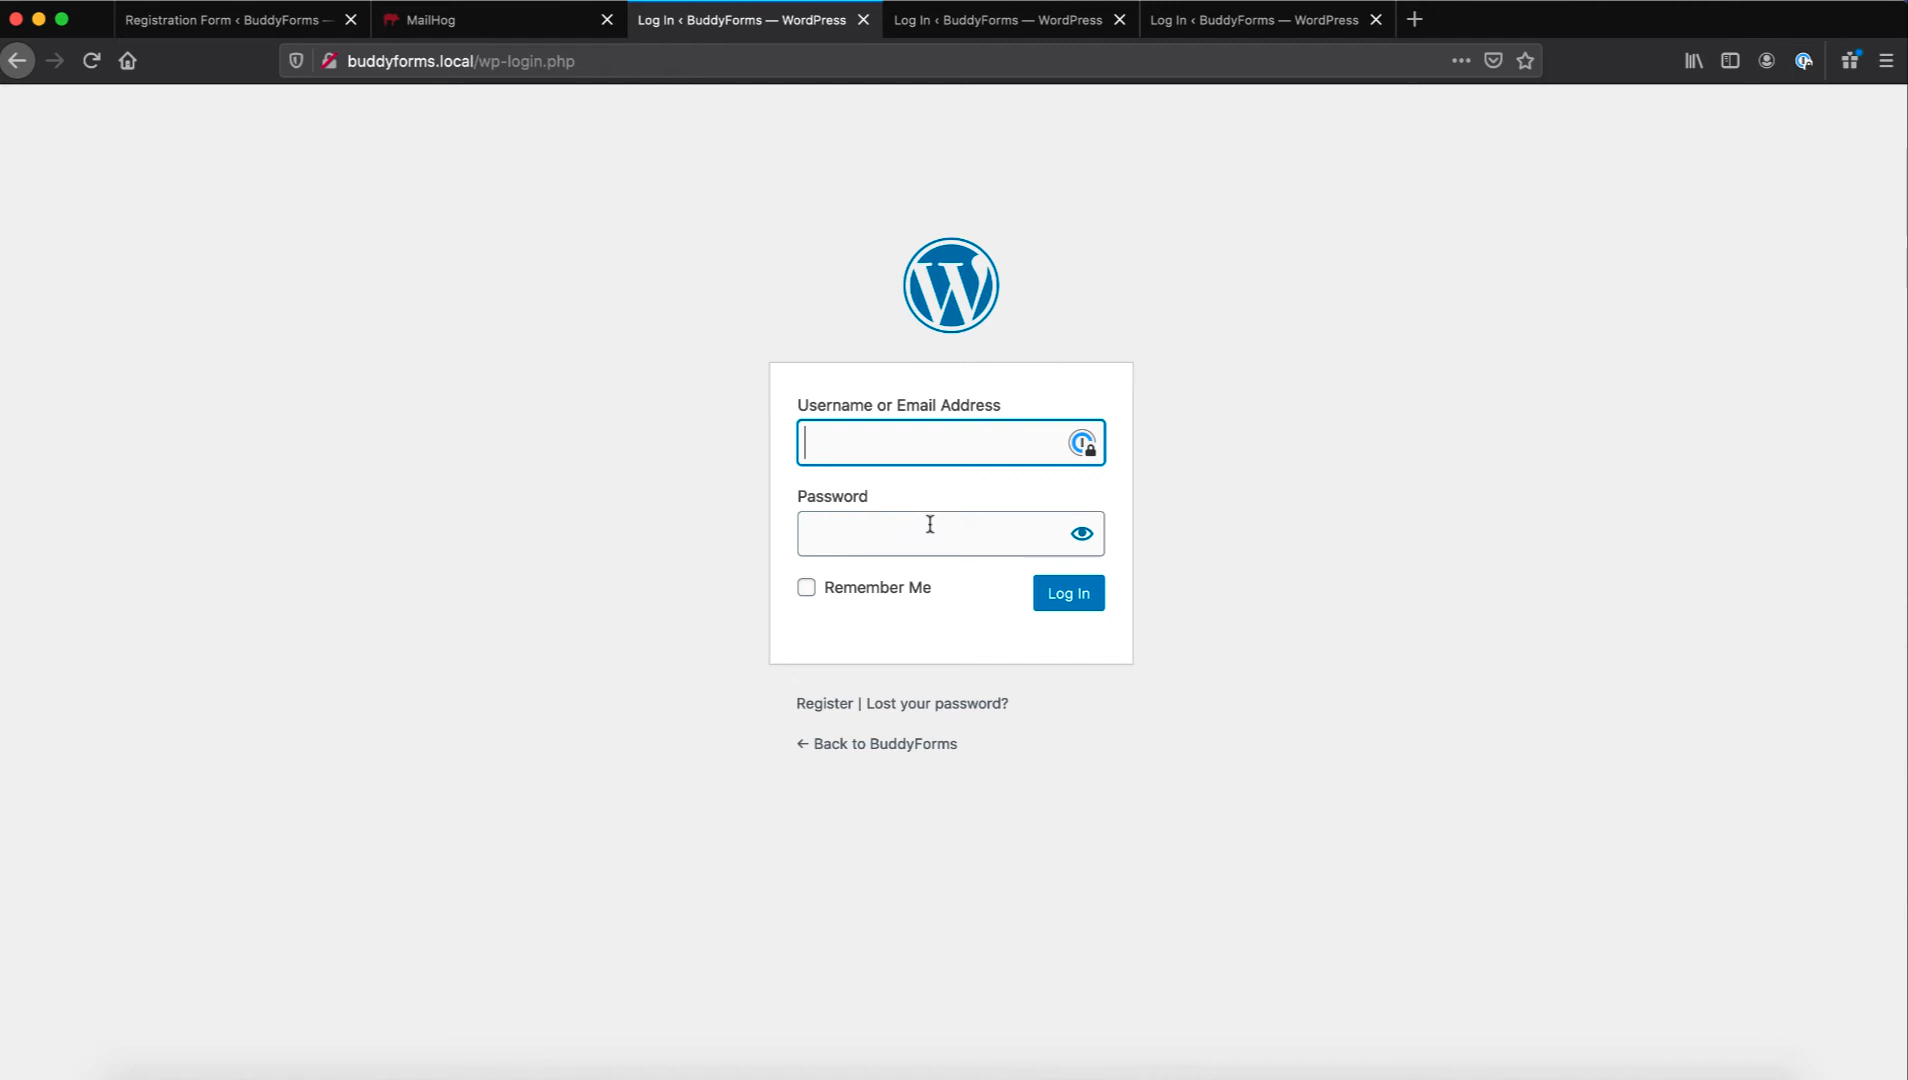 Registration Form ‹ BuddyForms —
MailHog
Log In ‹ BuddyForms — WordPress
Log In ‹ BuddyForms — WordPress
Log In ‹ BuddyForms — WordPress
buddyforms.local/wp-login.php
Username or Email Address
Password
Remember Me
Log In
Register | Lost your password?
← Back to BuddyForms